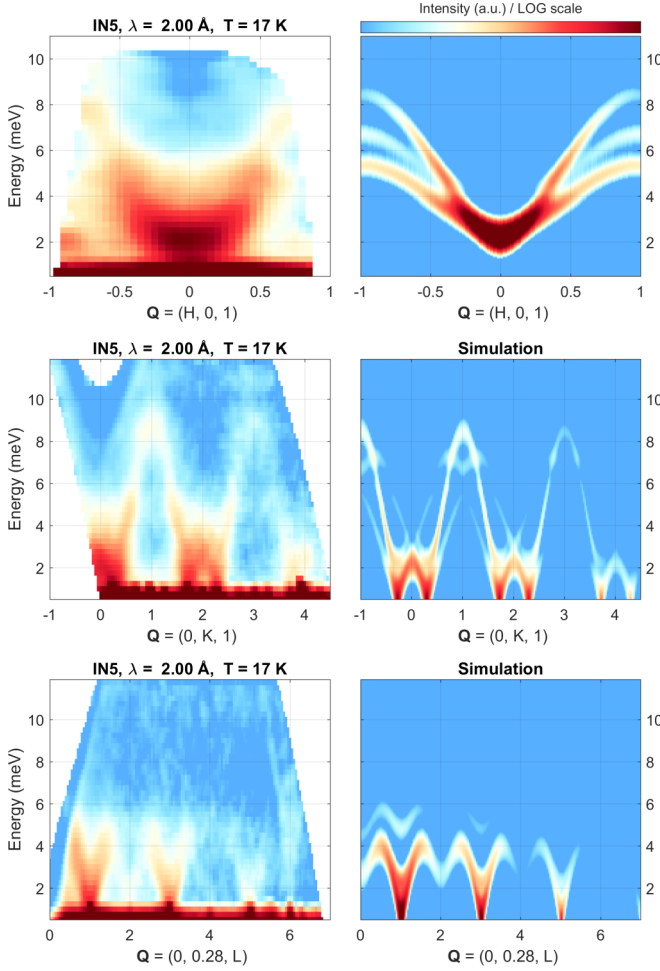 IN5, λ = 2.00 Å, T = 17 K
Intensity (a.u.) / LOG scale
Energy (meV)
10
8
6
4
2
10
8
6
4
2
-1 -0.5 0 0.5 1
-1 -0.5 0 0.5 1
Q = (H, 0, 1)
Q = (H, 0, 1)
IN5, λ = 2.00 Å, T = 17 K
Simulation
Energy (meV)
10
8
6
4
2
10
8
6
4
2
-1 0 1 2 3 4
-1 0 1 2 3 4
Q = (0, K, 1)
Q = (0, K, 1)
IN5, λ = 2.00 Å, T = 17 K
Simulation
Energy (meV)
10
8
6
4
2
10
8
6
4
2
0 2 4 6
0 2 4 6
Q = (0, 0.28, L)
Q = (0, 0.28, L)